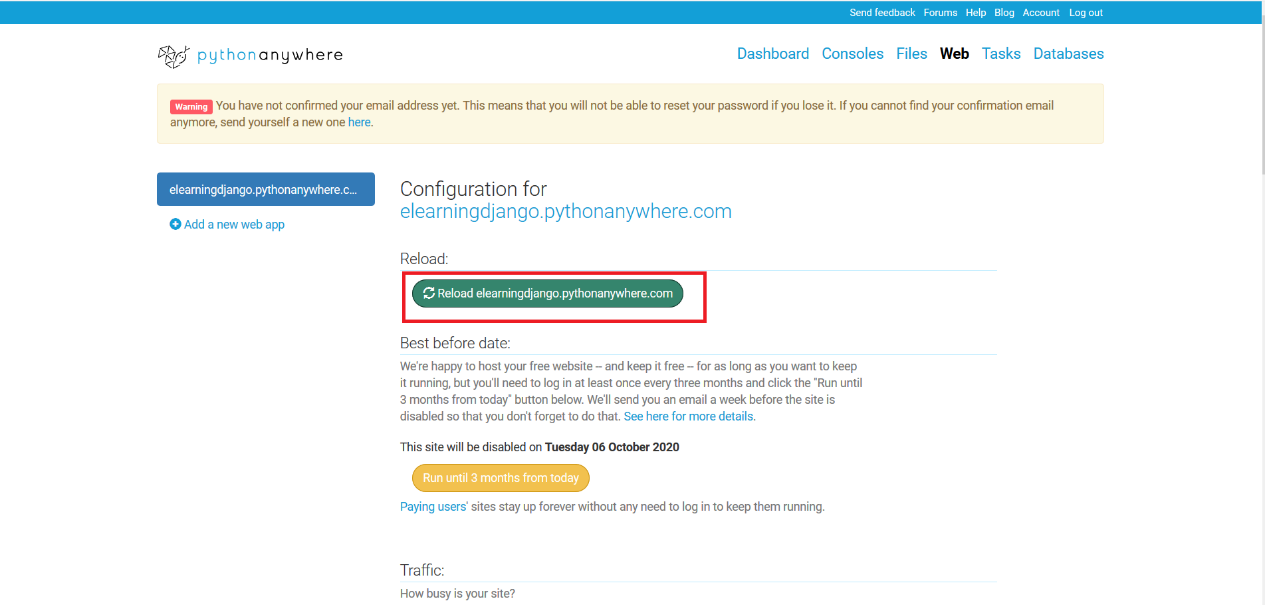 Send feedback Forums Help Blog Account Log out
pythonanywhere
Dashboard Consoles Files Web Tasks Databases
Warning You have not confirmed your email address yet. This means that you will not be able to reset your password if you lose it. If you cannot find your confirmation email
anymore, send yourself a new one here.
elearningdjango.pythonanywhere.c...
Add a new web app
Configuration for
elearningdjango.pythonanywhere.com
Reload:
Reload elearningdjango.pythonanywhere.com
Best before date:
We're happy to host your free website – and keep it free – for as long as you want to keep
it running, but you'll need to log in at least once every three months and click the "Run until
3 months from today" button below. We'll send you an email a week before the site is
disabled so that you don't forget to do that. See here for more details.
This site will be disabled on Tuesday 06 October 2020
Run until 3 months from today
Paying users' sites stay up forever without any need to log in to keep them running.
Traffic:
How busy is your site?